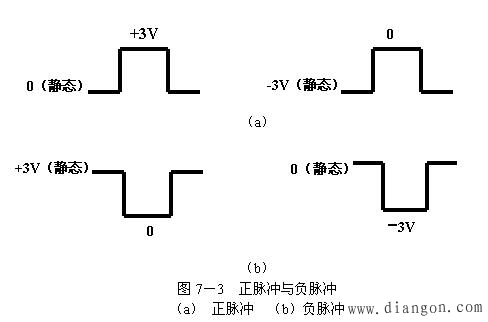 +3V
0
0（静态）
-3V（静态）
(a)
+3V（静态）
0（静态）
0
-3V
(b)
图 7—3 正脉冲与负脉冲
(a) 正脉冲 (b) 负脉冲
www.diangon.com